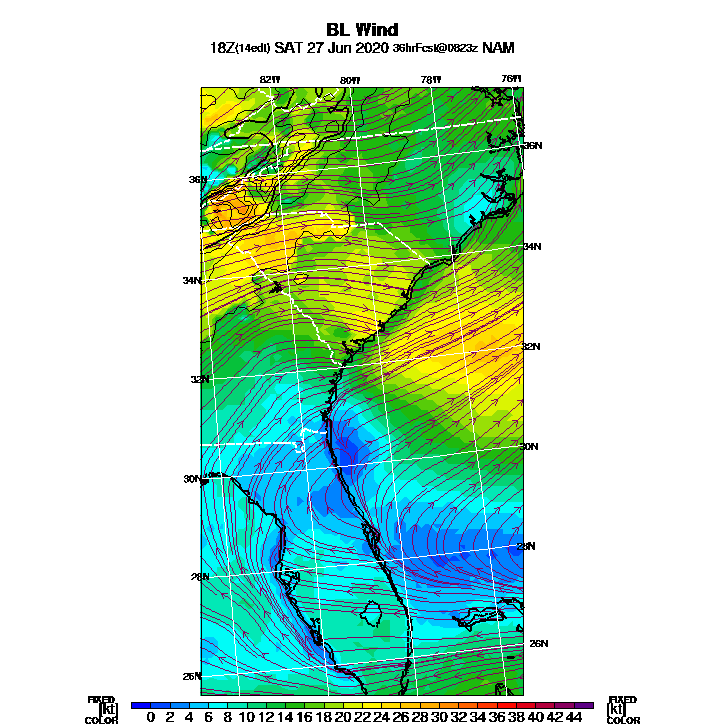 BL Wind
18Z(14edt) SAT 27 Jun 2020 36hrFcst@0823z NAM
82W 80W 78W 76W
36N
36N
34N
34N
32N
32N
30N
30N
28N
28N
26N
26N
FIXED FIXED
[kt] 0 2 4 6 8 10 12 14 16 18 20 22 24 26 28 30 32 34 36 38 40 42 44 [kt]
COLOR COLOR